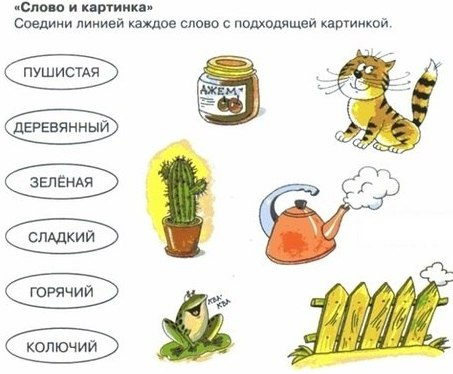 «Слово и картинка»
Соедини линией каждое слово с подходящей картинкой.
ПУШИСТАЯ
ДЖЕМ
ДЕРЕВЯННЫЙ
ЗЕЛЁНАЯ
СЛАДКИЙ
ГОРЯЧИЙ
КВА-
КВА
КОЛЮЧИЙ